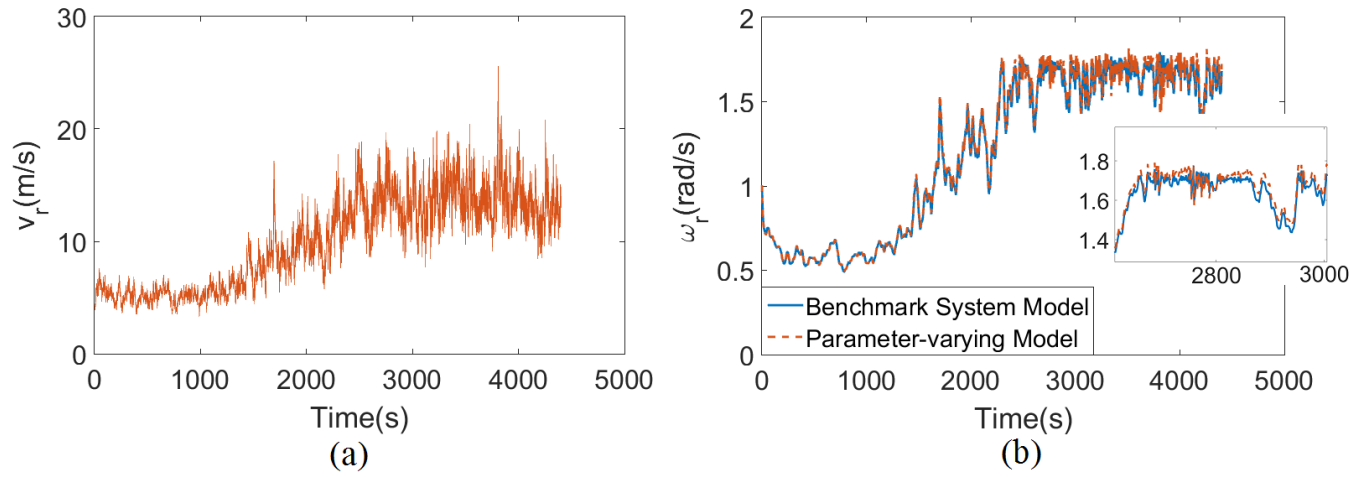 30
20
10
0
v_r(m/s)
0 1000 2000 3000 4000 5000
Time(s)
(a)
2
1.5
1
0.5
0
ω_r(rad/s)
1.8
1.6
1.4
2800 3000
Benchmark System Model
Parameter-varying Model
0 1000 2000 3000 4000 5000
Time(s)
(b)